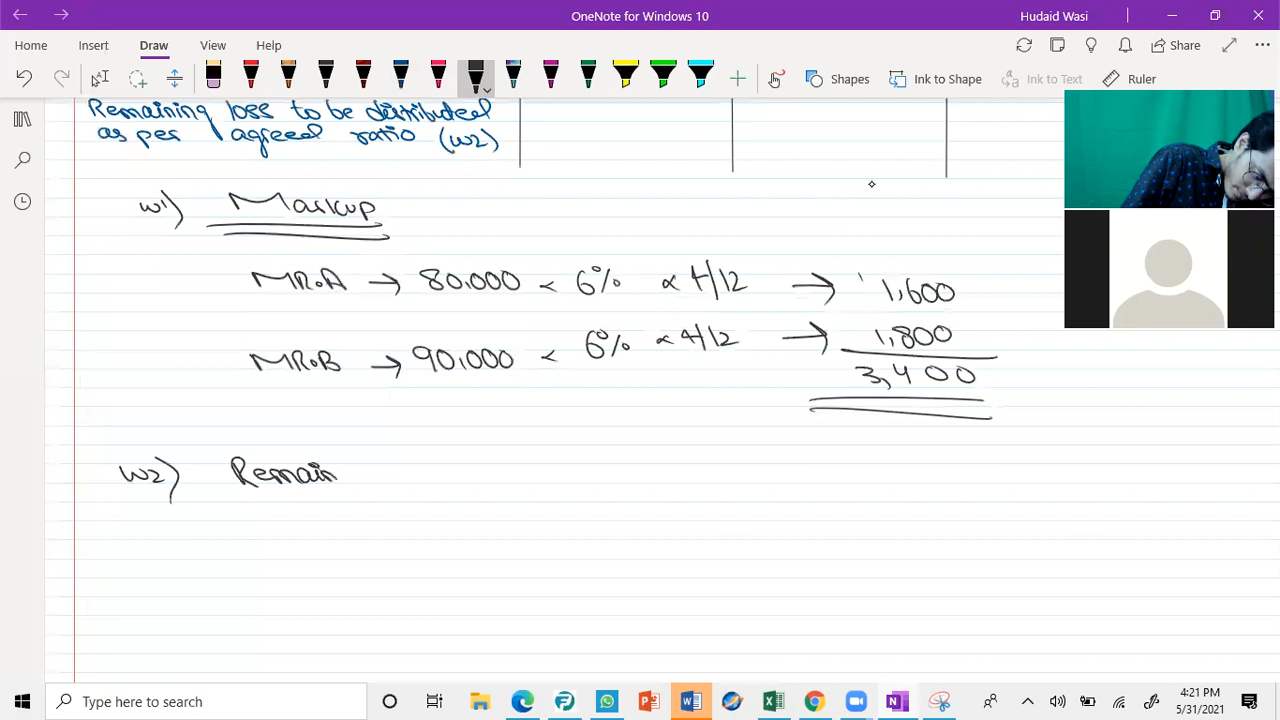 OneNote for Windows 10
Hudaid Wasi
Home Insert Draw View Help
Share
Shapes Ink to Shape Ink to Text Ruler
Remaining loss to be distributed
as per agreed ratio (w2)
w1) Markup
MR.A → 80,000 × 6% × 4/12 → 1,600
MR.B → 90,000 × 6% × 4/12 → 1,800
3,400
w2) Remain
Type here to search
4:21 PM
5/31/2021